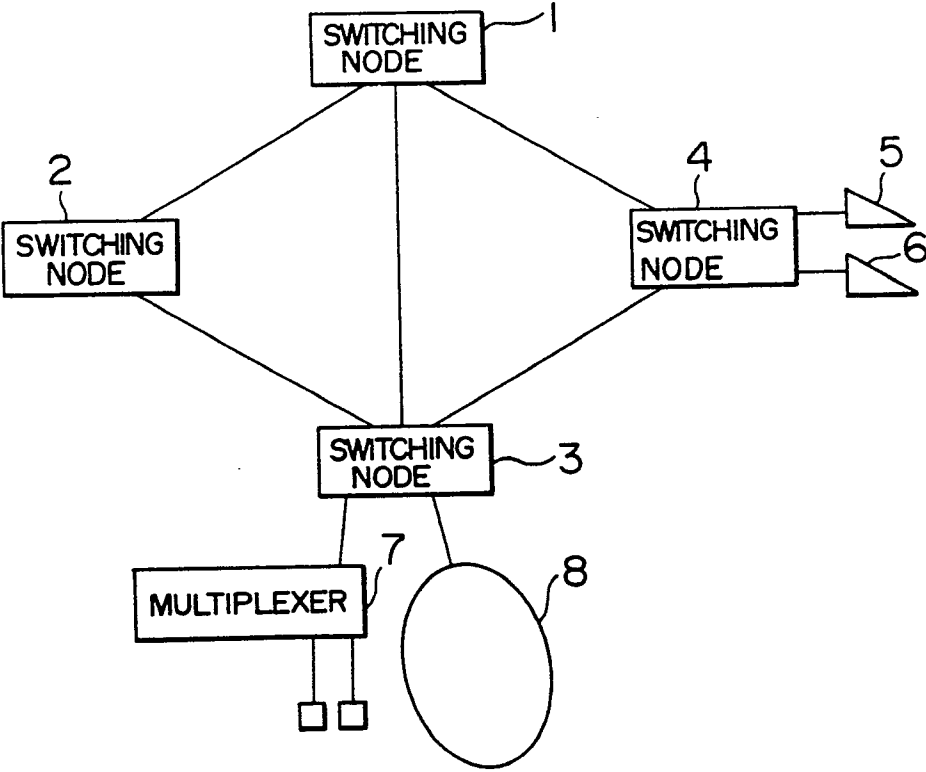 1
SWITCHING
NODE
2
4
5
SWITCHING
NODE
SWITCHING
NODE
6
SWITCHING
NODE
3
7
8
MULTIPLEXER